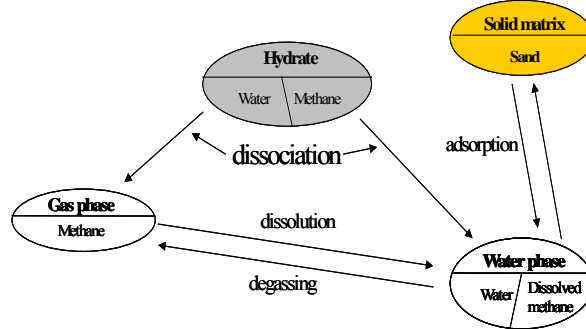 Solid matrix
Sand
Hydrate
Water Methane
adsorption
dissociation
Gas phase
Methane
dissolution
degassing
Water phase
Water Dissolved
methane